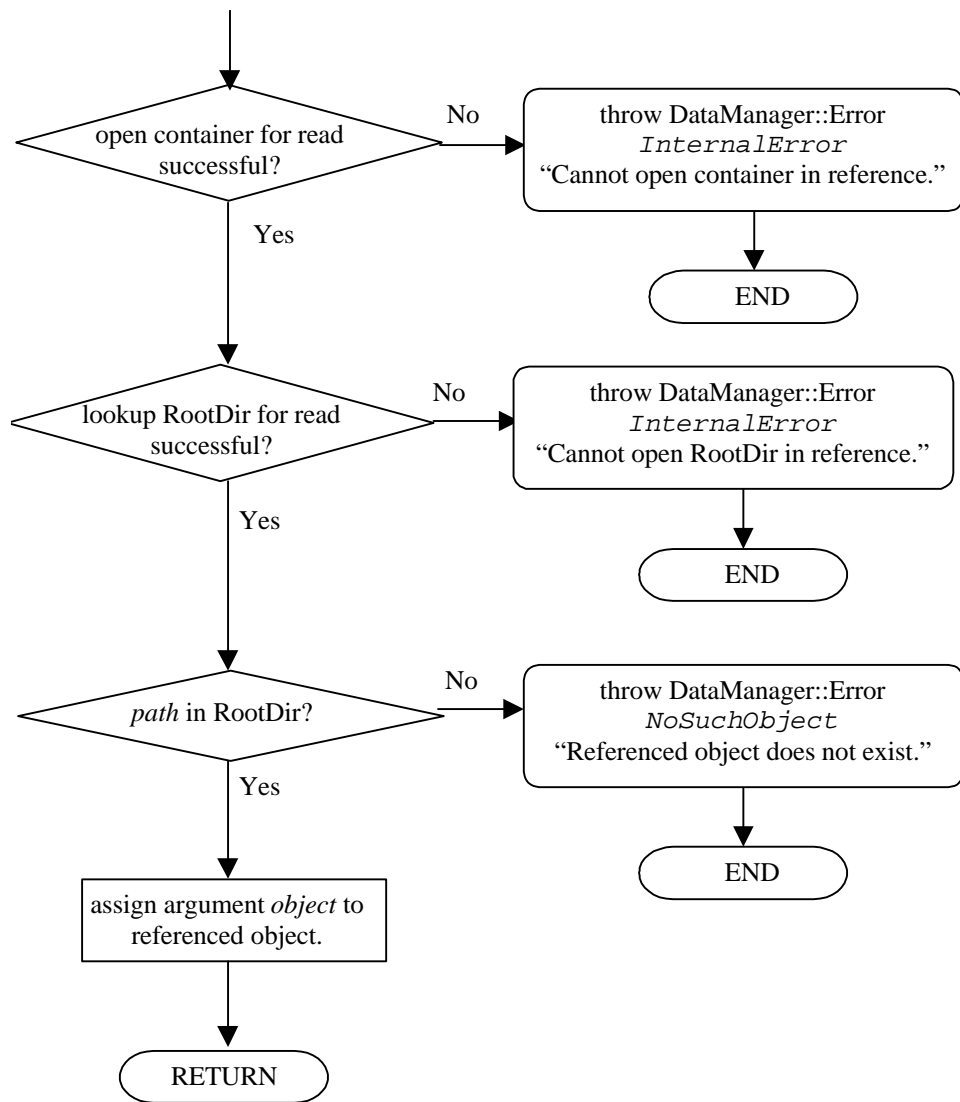 open container for read
successful?
No
throw DataManager::Error
InternalError
“Cannot open container in reference.”
Yes
END
lookup RootDir for read
successful?
No
throw DataManager::Error
InternalError
“Cannot open RootDir in reference.”
Yes
END
path in RootDir?
No
throw DataManager::Error
NoSuchObject
“Referenced object does not exist.”
Yes
END
assign argument object to
referenced object.
RETURN